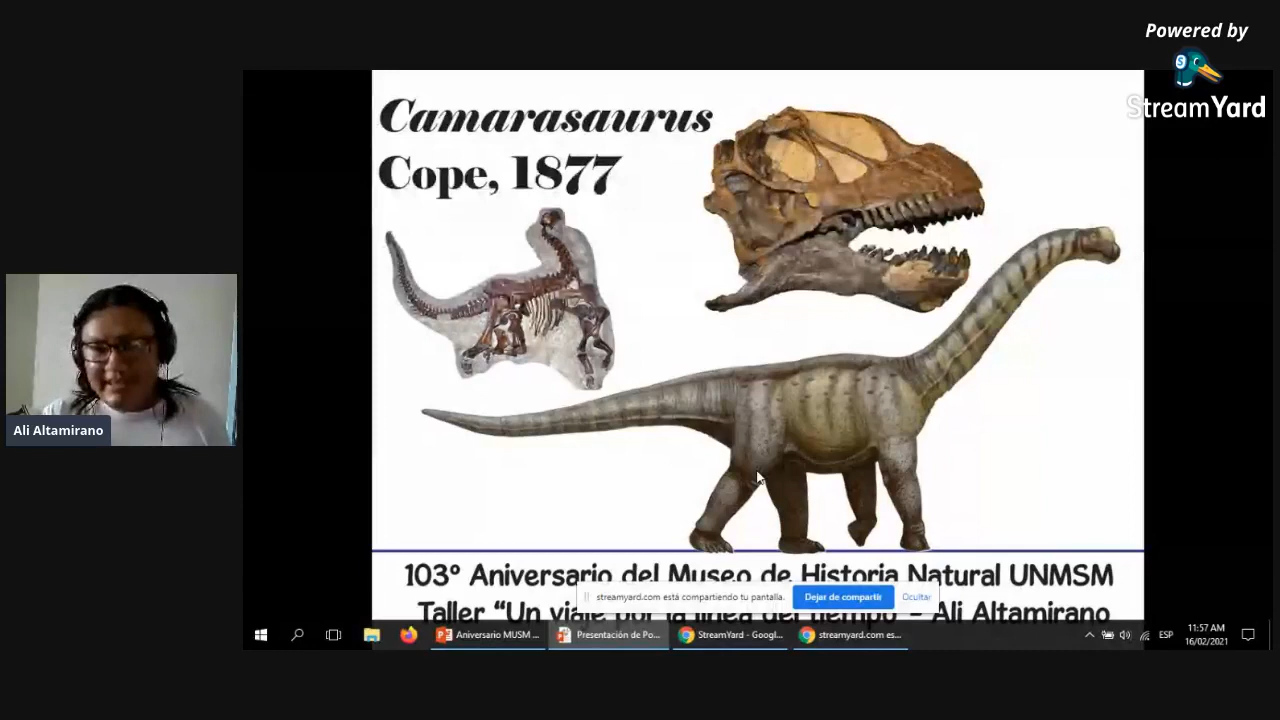 Powered by
StreamYard
Camarasaurus
Cope, 1877
Ali Altamirano
103° Aniversario del Museo de Historia Natural UNMSM
streamyard.com está compartiendo tu pantalla.
Dejar de compartir
Ocultar
Taller “Un viaje por la línea del tiempo” - Ali Altamirano
Aniversario MUSM ...
Presentación de Po...
StreamYard - Googl...
streamyard.com es...
ESP
11:57 AM
16/02/2021